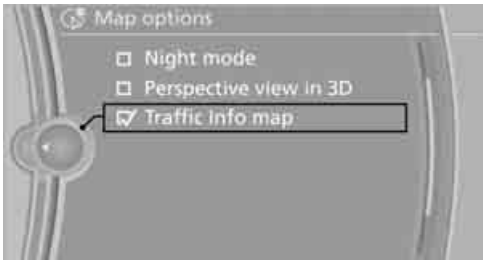 Map options
Night mode
Perspective view in 3D
Traffic Info map